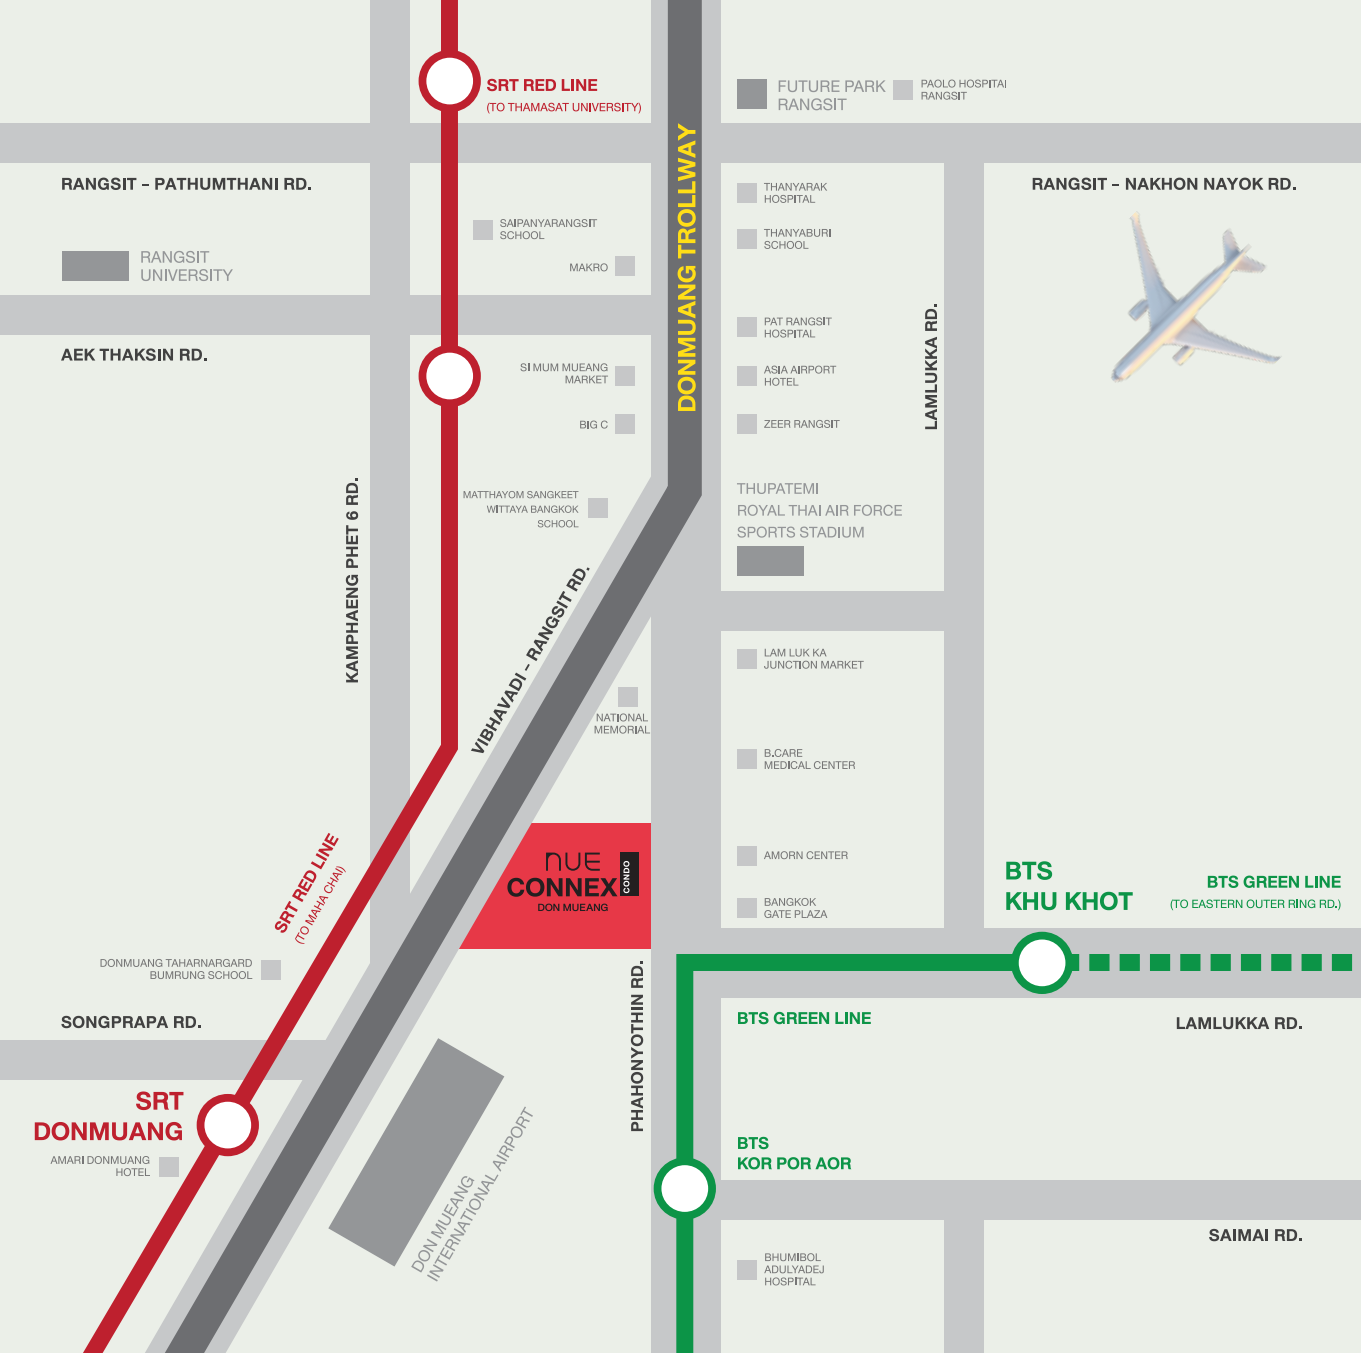 SRT RED LINE
(TO THAMASAT UNIVERSITY)
FUTURE PARK
RANGSIT
PAOLO HOSPITAL
RANGSIT
DONMUANG TROLLWAY
RANGSIT – PATHUMTHANI RD.
RANGSIT – NAKHON NAYOK RD.
THANYARAK
HOSPITAL
SAIPANYARANGSIT
SCHOOL
THANYABURI
SCHOOL
RANGSIT
UNIVERSITY
MAKRO
LAMLUKKA RD.
PAT RANGSIT
HOSPITAL
AEK THAKSIN RD.
SI MUM MUEANG
MARKET
ASIA AIRPORT
HOTEL
BIG C
ZEER RANGSIT
KAMPHAENG PHET 6 RD.
MATTHAYOM SANGKEET
WITTAYA BANGKOK
SCHOOL
THUPATEMI
ROYAL THAI AIR FORCE
SPORTS STADIUM
VIBHAVADI – RANGSIT RD.
LAM LUK KA
JUNCTION MARKET
NATIONAL
MEMORIAL
B.CARE
MEDICAL CENTER
SRT RED LINE
(TO MAHA CHAI)
NUE
CONNEX
CONDO
DON MUEANG
AMORN CENTER
BANGKOK
GATE PLAZA
BTS
KHU KHOT
BTS GREEN LINE
(TO EASTERN OUTER RING RD.)
DONMUANG TAHARNARGARD
BUMRUNG SCHOOL
PHAHONYOTHIN RD.
SONGPRAPA RD.
BTS GREEN LINE
LAMLUKKA RD.
SRT
DONMUANG
AMARI DONMUANG
HOTEL
DON MUEANG
INTERNATIONAL AIRPORT
BTS
KOR POR AOR
SAIMAI RD.
BHUMIBOL
ADULYADEJ
HOSPITAL